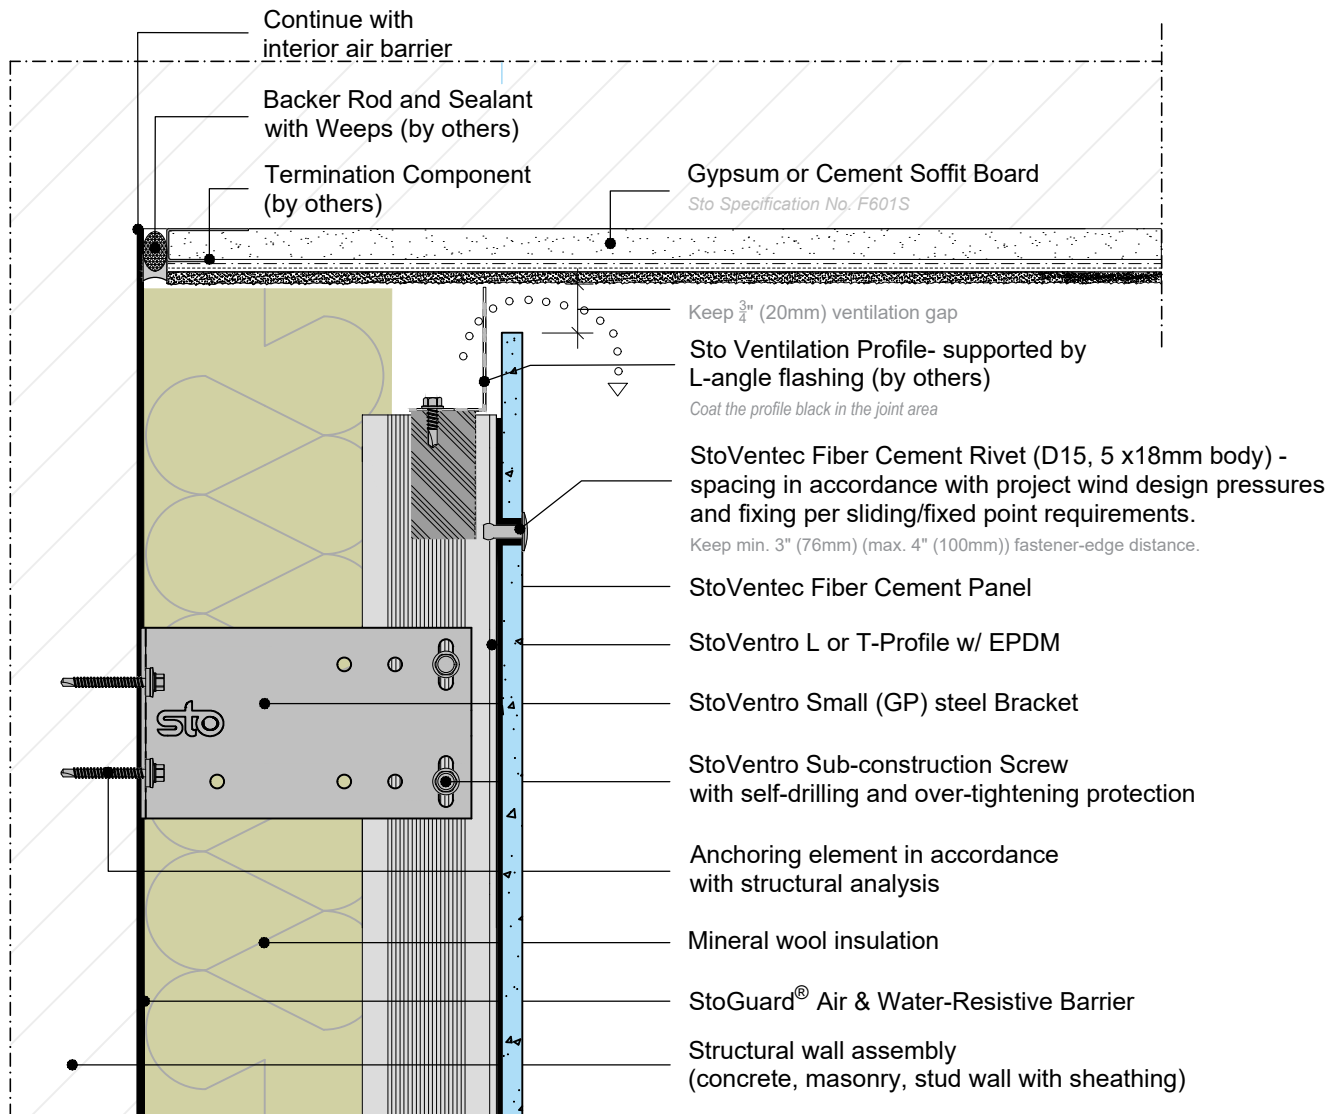 Continue with
interior air barrier
Backer Rod and Sealant
with Weeps (by others)
Termination Component
(by others)
Gypsum or Cement Soffit Board
Sto Specification No. F601S
Keep 3/4" (20mm) ventilation gap
Sto Ventilation Profile- supported by
L-angle flashing (by others)
Coat the profile black in the joint area
StoVentec Fiber Cement Rivet (D15, 5 x18mm body) -
spacing in accordance with project wind design pressures
and fixing per sliding/fixed point requirements.
Keep min. 3" (76mm) (max. 4" (100mm)) fastener-edge distance.
StoVentec Fiber Cement Panel
StoVentro L or T-Profile w/ EPDM
StoVentro Small (GP) steel Bracket
sto
StoVentro Sub-construction Screw
with self-drilling and over-tightening protection
Anchoring element in accordance
with structural analysis
Mineral wool insulation
StoGuard® Air & Water-Resistive Barrier
Structural wall assembly
(concrete, masonry, stud wall with sheathing)